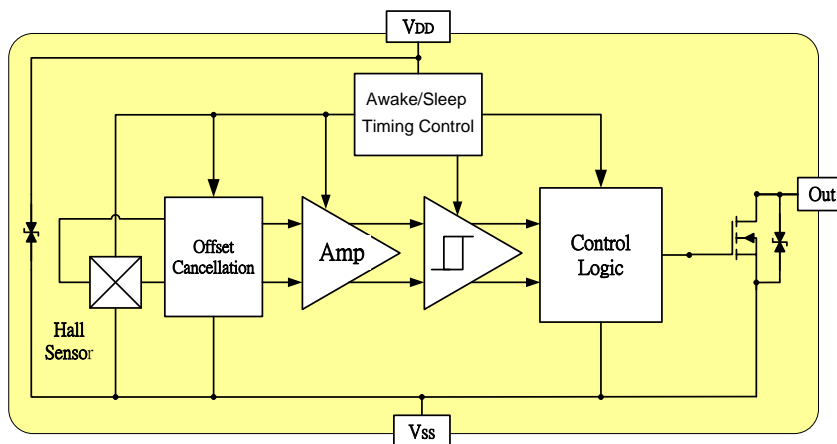 VDD
Awake/Sleep
Timing Control
Out
Offset
Cancellation
Amp
Control
Logic
Hall
Sensor
Vss